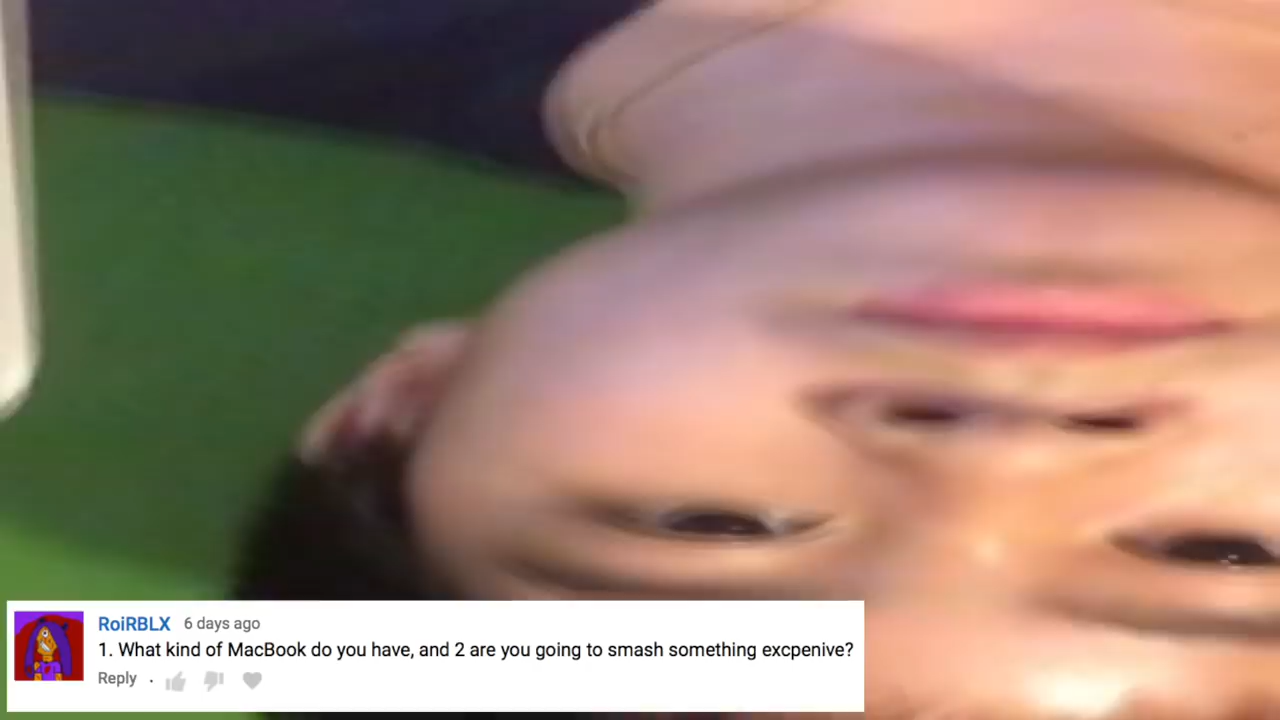 RoiRBLX 6 days ago
1. What kind of MacBook do you have, and 2 are you going to smash something excpenive?
Reply .